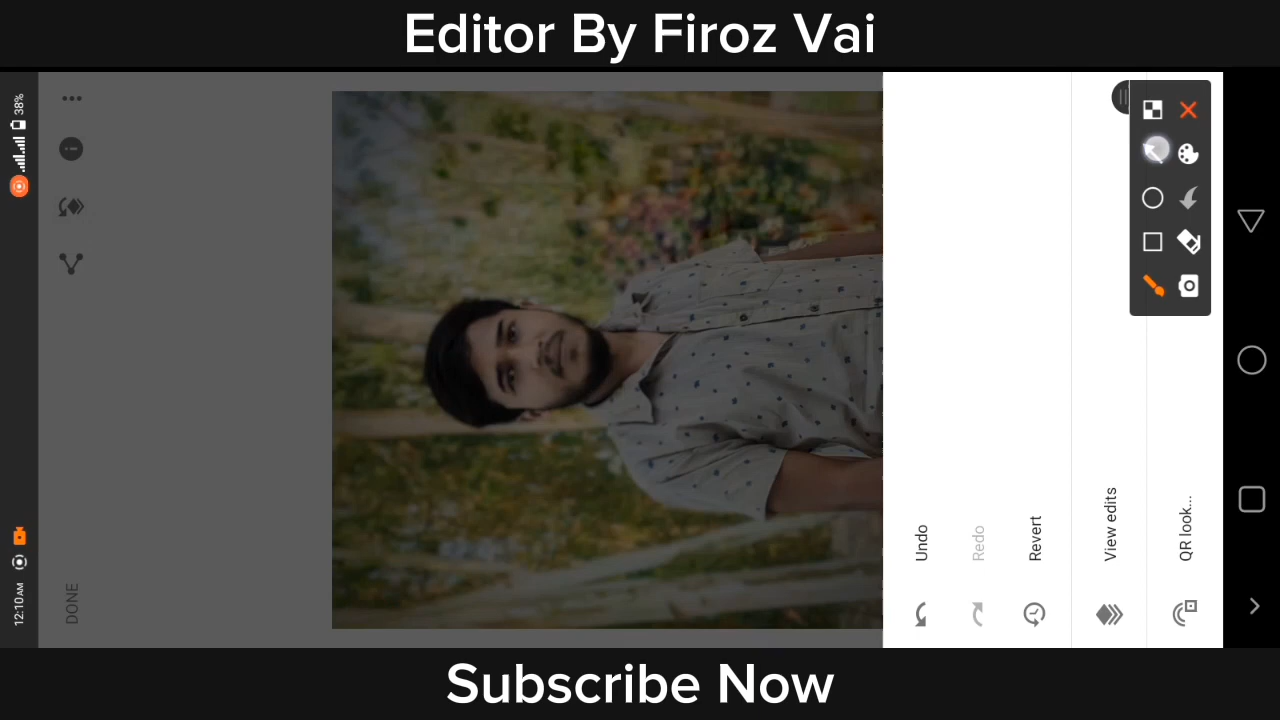 Editor By Firoz Vai
12:10 AM
38%
DONE
Undo
Redo
Revert
View edits
QR look...
Subscribe Now